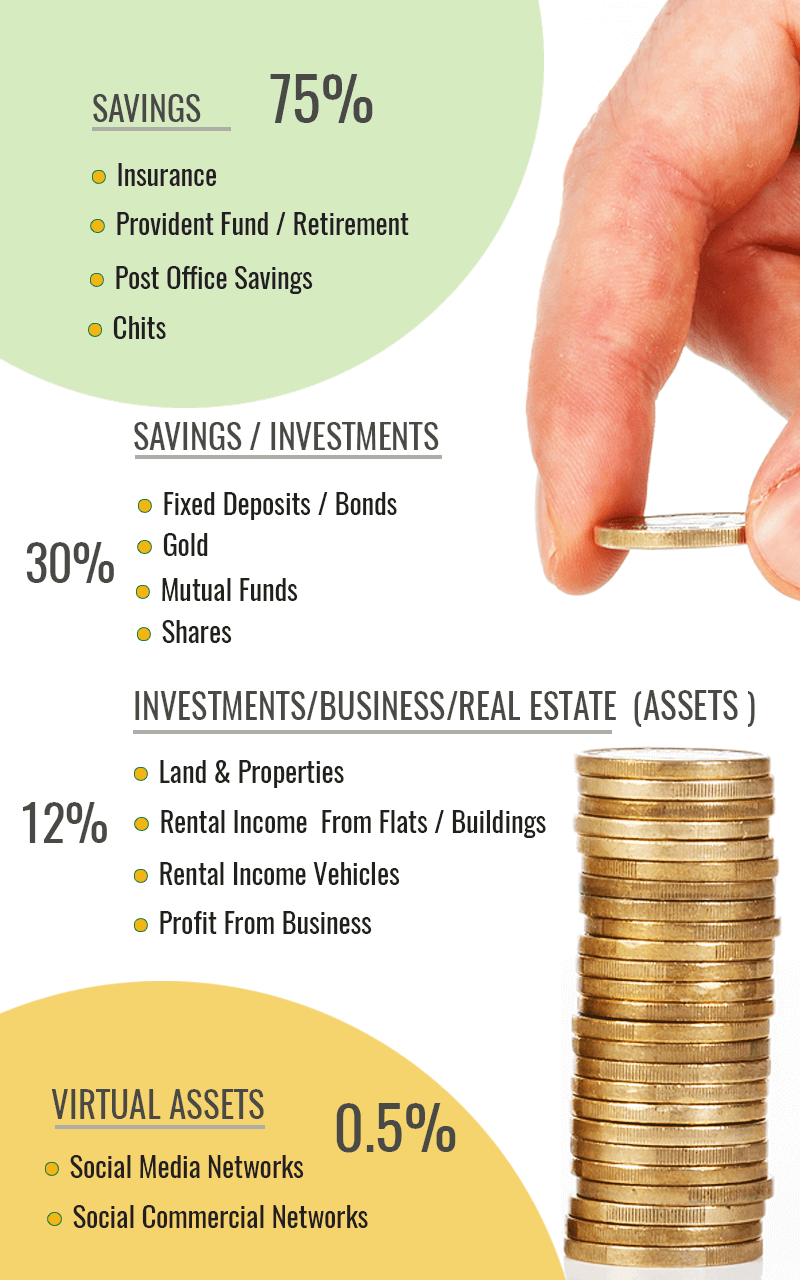 SAVINGS 75%
Insurance
Provident Fund / Retirement
Post Office Savings
Chits
SAVINGS / INVESTMENTS
30%
Fixed Deposits / Bonds
Gold
Mutual Funds
Shares
INVESTMENTS/BUSINESS/REAL ESTATE (ASSETS )
12%
Land & Properties
Rental Income From Flats / Buildings
Rental Income Vehicles
Profit From Business
VIRTUAL ASSETS 0.5%
Social Media Networks
Social Commercial Networks